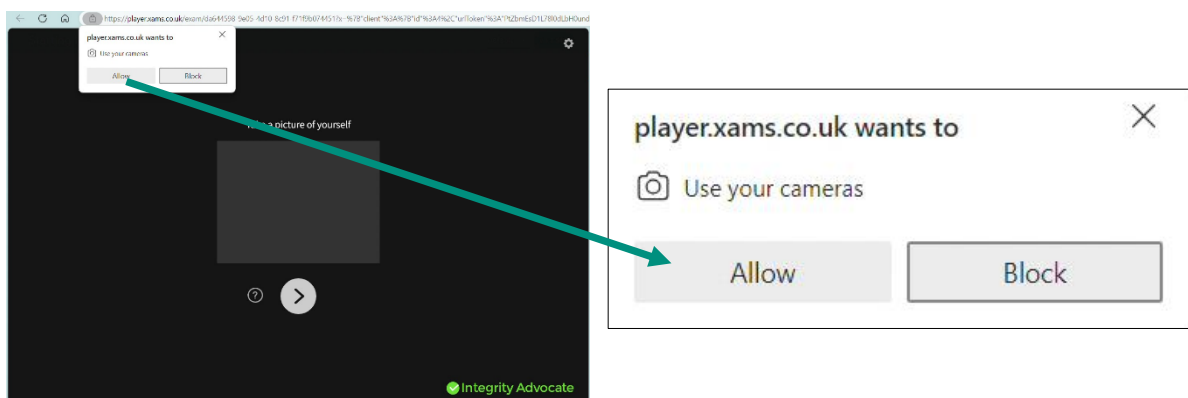 https://player.xams.co.uk/exam/
player.xams.co.uk wants to
Use your cameras
Allow Block
a picture of yourself
?
Integrity Advocate
player.xams.co.uk wants to
Use your cameras
Allow Block